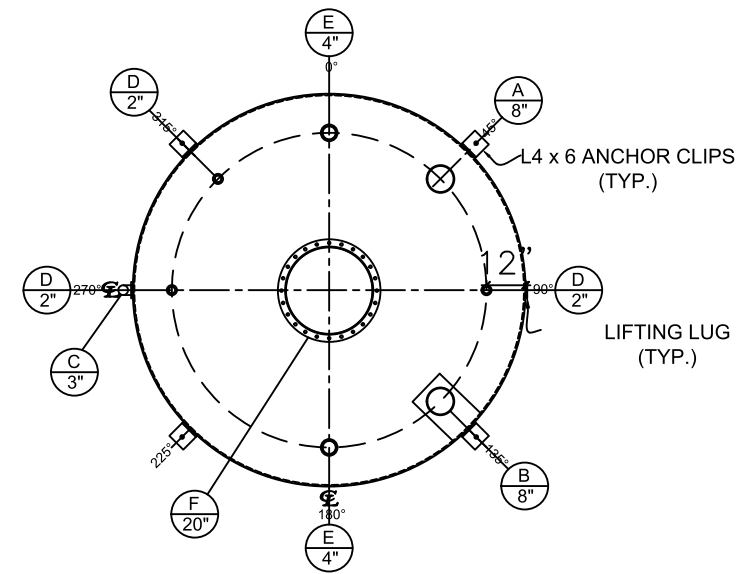 E
4"
0°
D
2"
315°
A
8"
45°
L4 x 6 ANCHOR CLIPS
(TYP.)
12"
D
2"
270°
℄
90°
D
2"
LIFTING LUG
(TYP.)
C
3"
225°
135°
B
8"
F
20"
℄
180°
E
4"